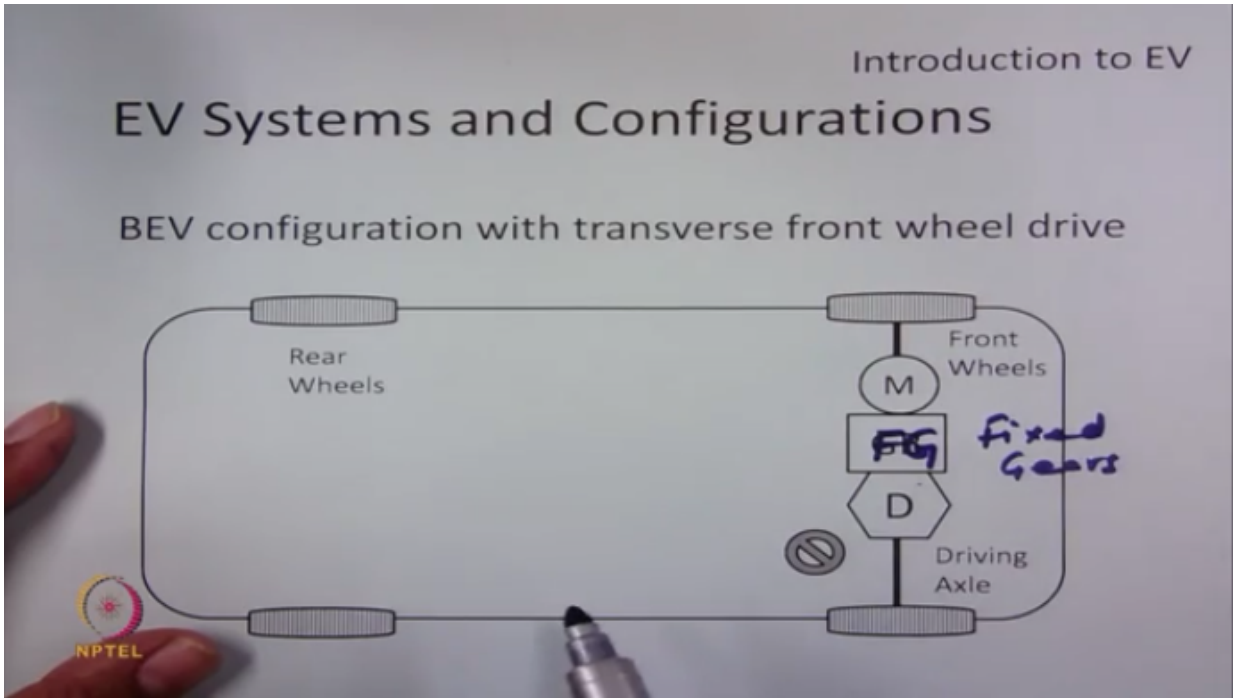 Introduction to EV
EV Systems and Configurations
BEV configuration with transverse front wheel drive
Rear
Wheels
Front
Wheels
M
FG
Fixed
Gears
D
Driving
Axle
NPTEL